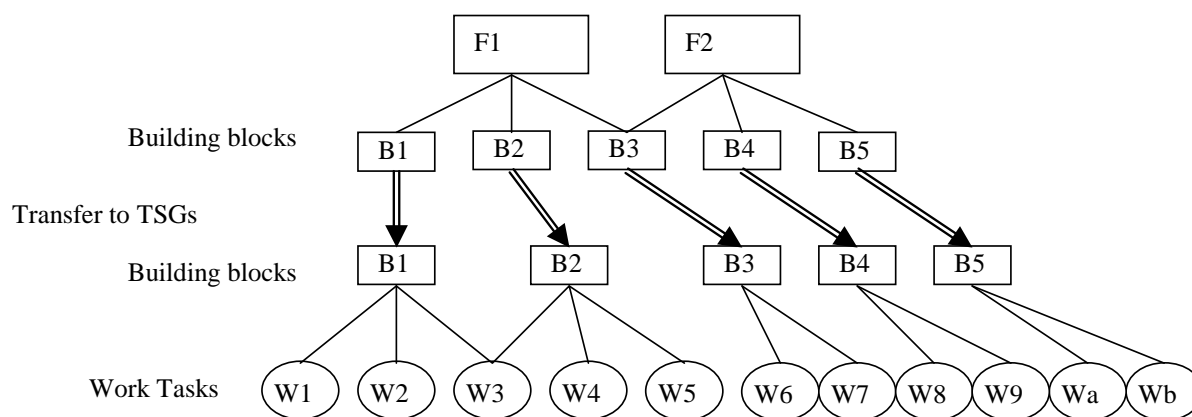 F1 F2
Building blocks B1 B2 B3 B4 B5
Transfer to TSGs
Building blocks B1 B2 B3 B4 B5
Work Tasks W1 W2 W3 W4 W5 W6 W7 W8 W9 Wa Wb